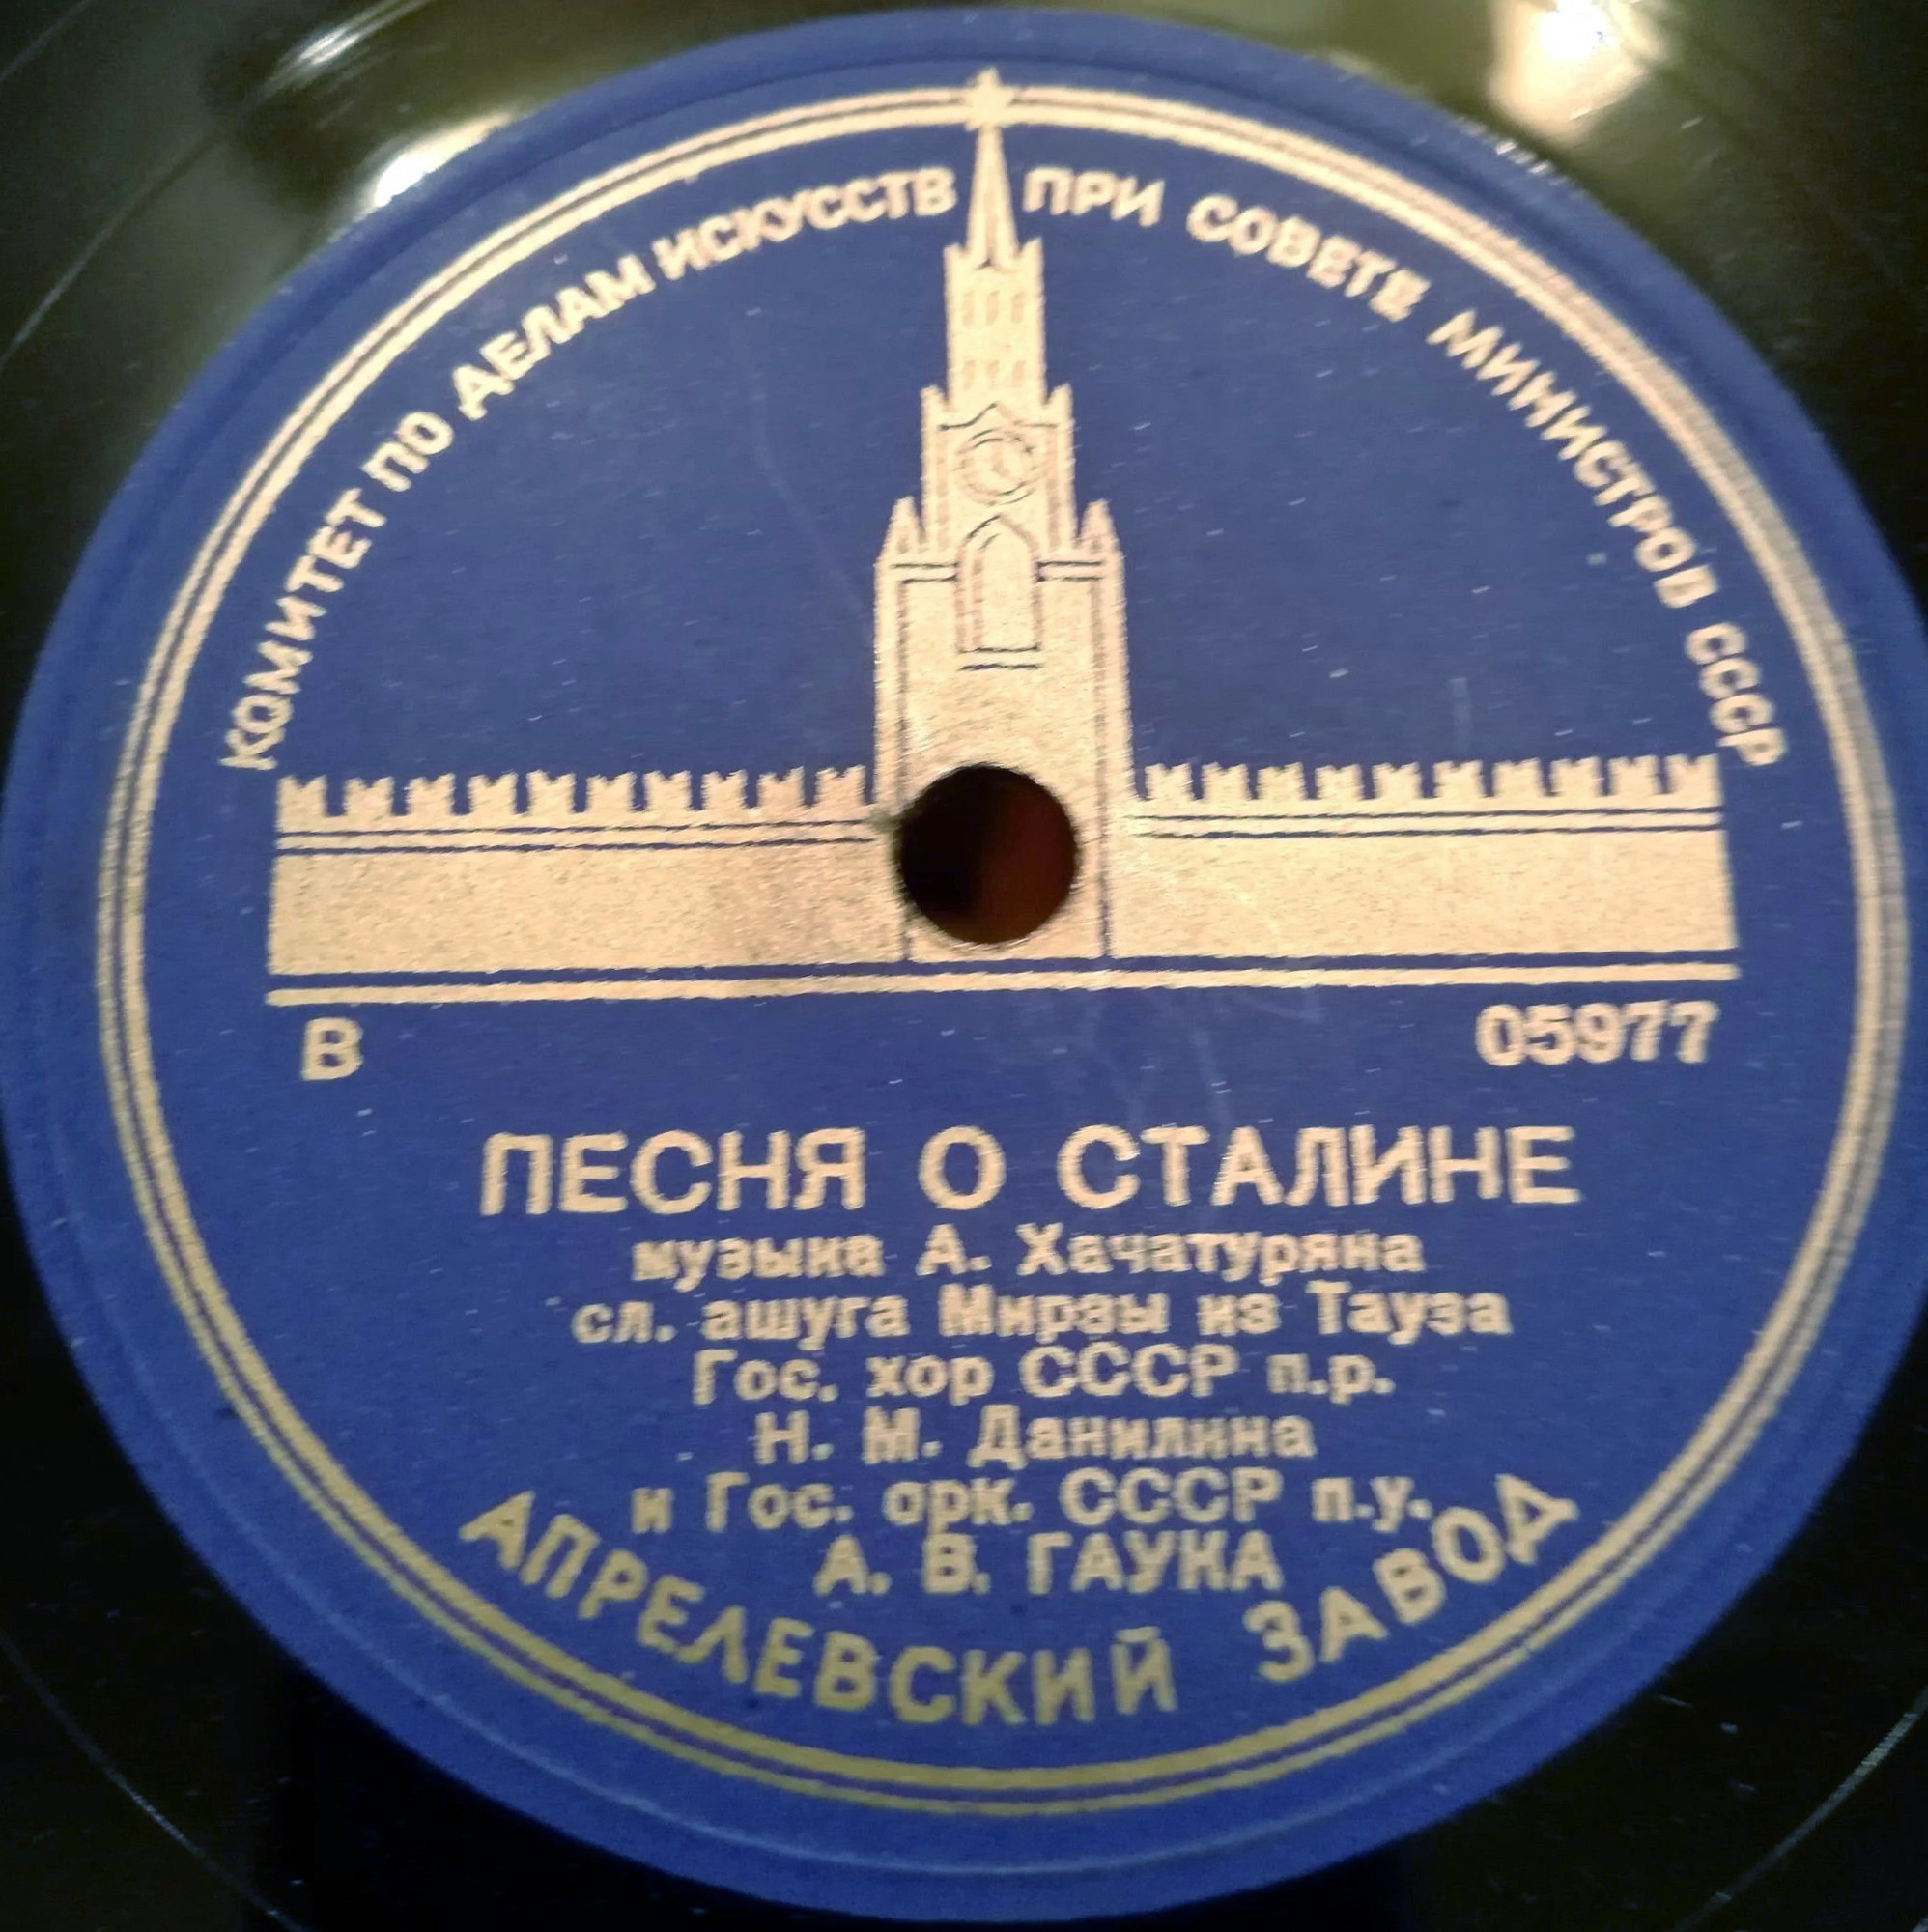 КОМИТЕТ ПО ДЕЛАМ ИСКУССТВ ПРИ СОВЕТЕ МИНИСТРОВ СССР
В 05977
ПЕСНЯ О СТАЛИНЕ
музыка А. Хачатуряна
сл. ашуга Мирзы из Тауза
Гос. хор СССР п.р.
Н. М. Данилина
и Гос. орк. СССР п.у.
А. В. ГАУКА
АПРЕЛЕВСКИЙ ЗАВОД